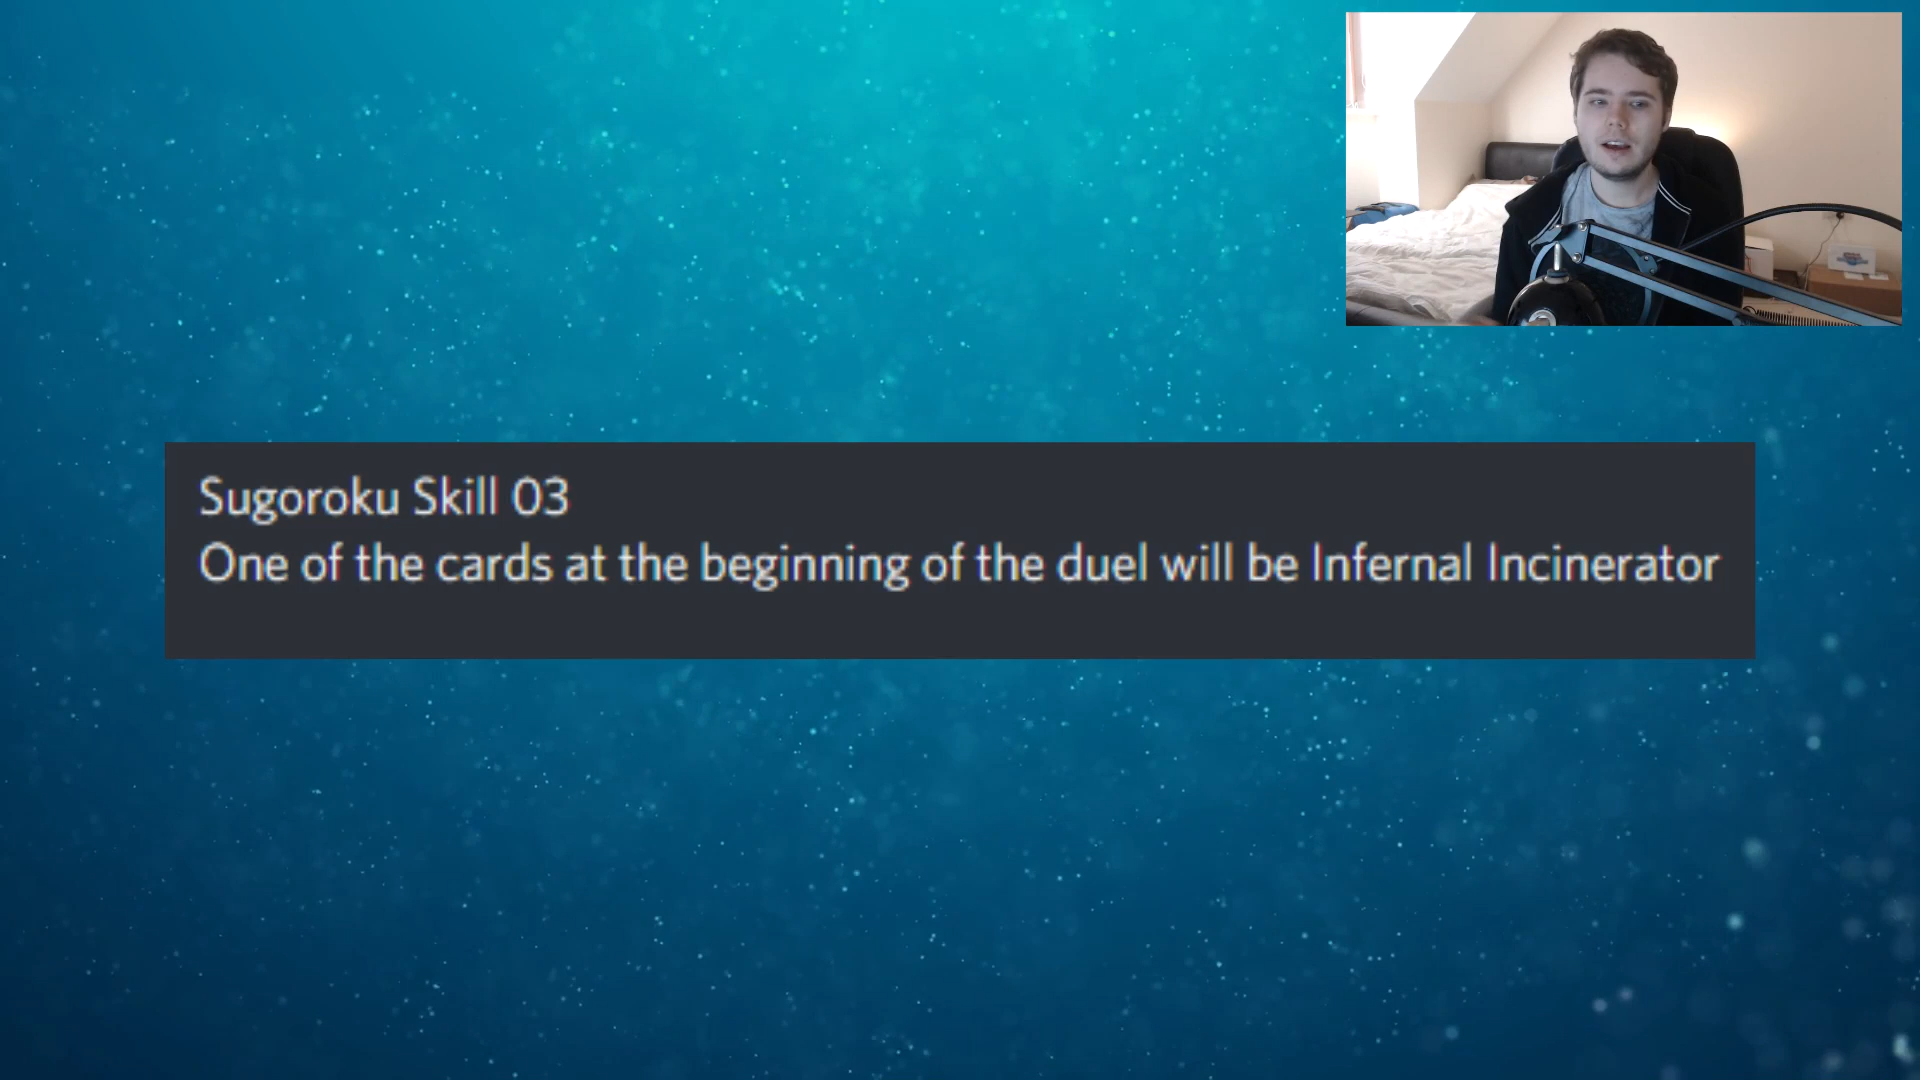 Sugoroku Skill 03
One of the cards at the beginning of the duel will be Infernal Incinerator